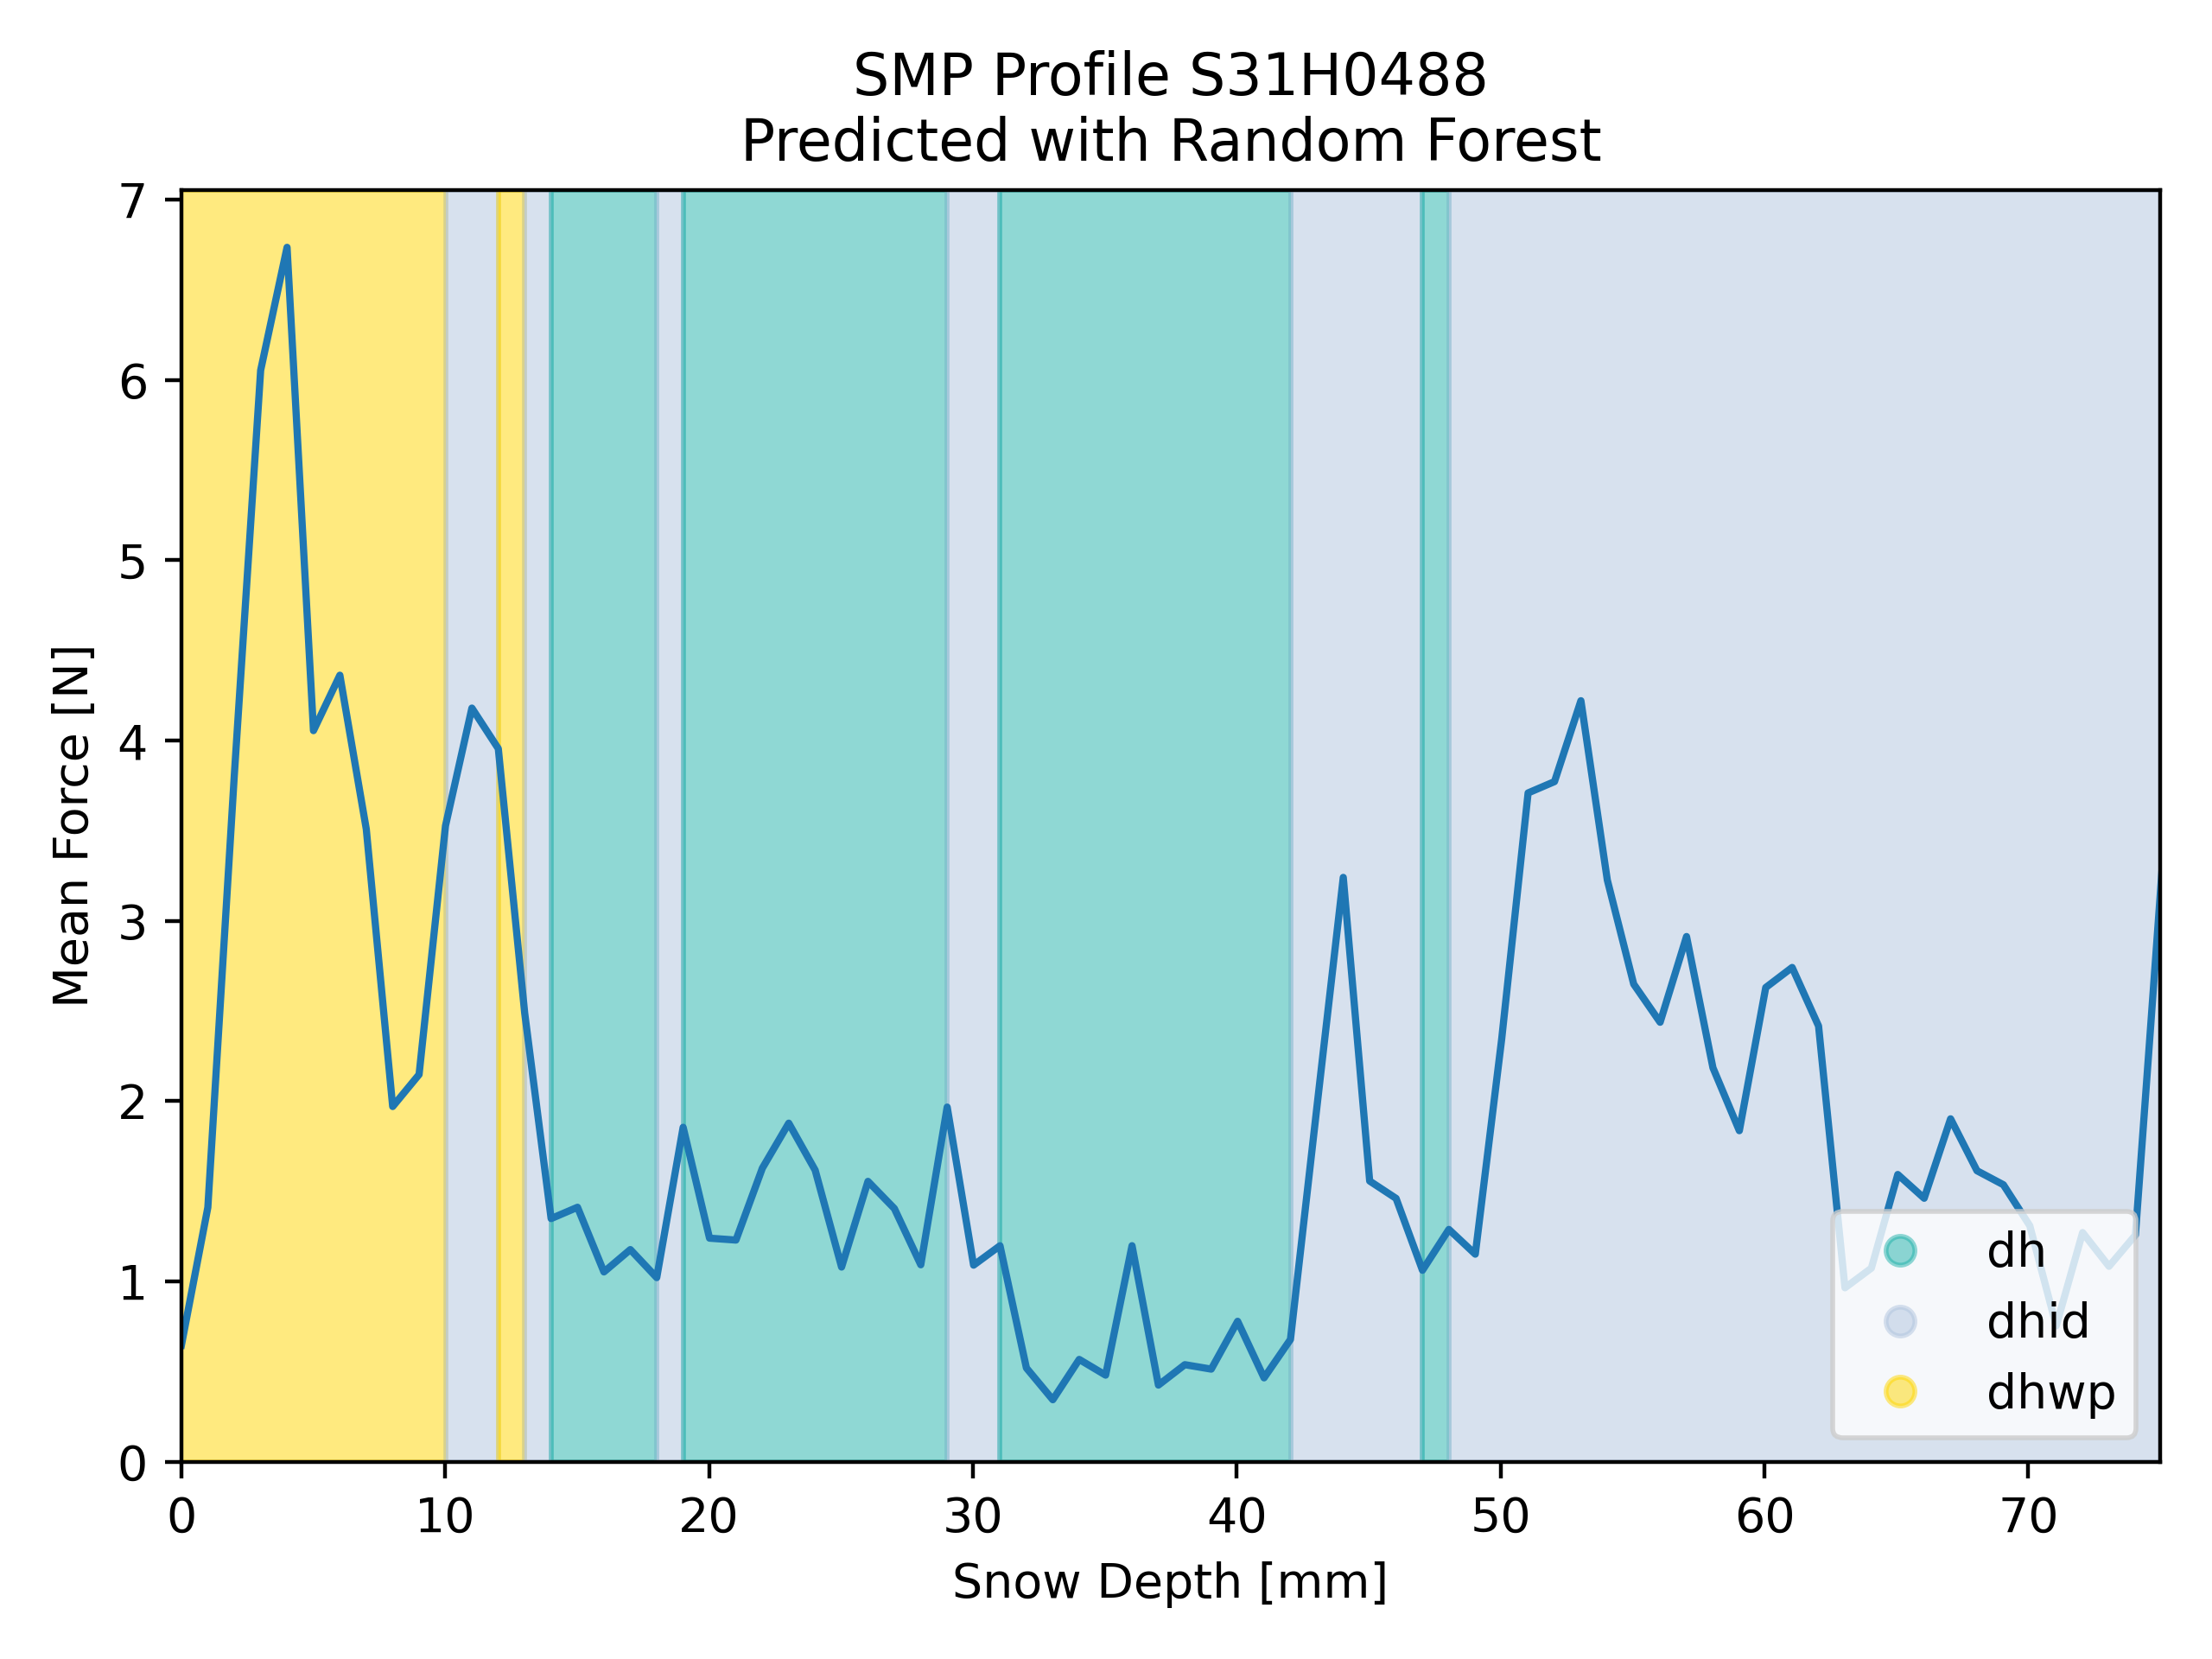 SMP Profile S31H0488
Predicted with Random Forest
Mean Force [N]
7
6
5
4
3
2
1
0
0 10 20 30 40 50 60 70
Snow Depth [mm]
dh
dhid
dhwp